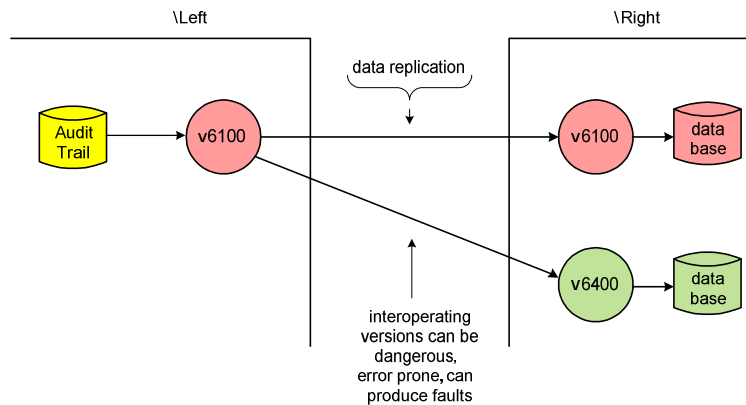 \Left
\Right
data replication
Audit
Trail
v6100
v6100
data
base
v6400
data
base
interoperating
versions can be
dangerous,
error prone, can
produce faults